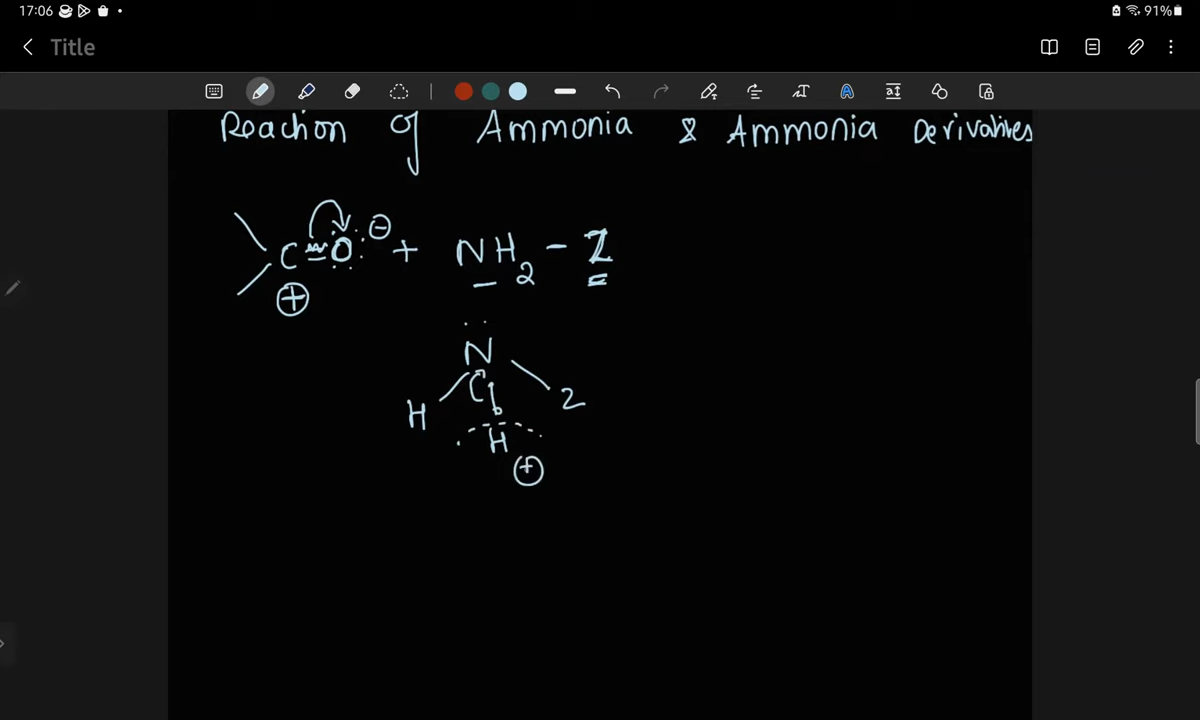 17:06 91%
Title
Reaction of Ammonia & Ammonia Derivatives
C=O ⊖ + NH2 - Z
⊕
N
H Z
H
⊕